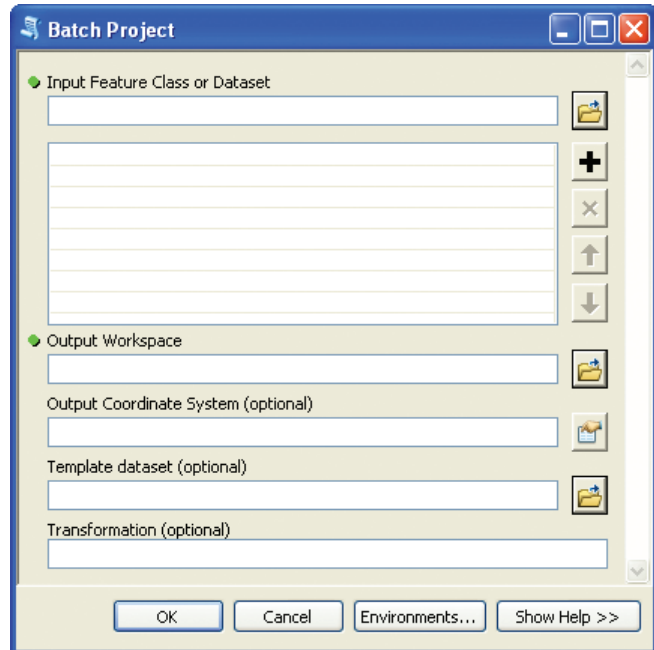 Batch Project
Input Feature Class or Dataset
Output Workspace
Output Coordinate System (optional)
Template dataset (optional)
Transformation (optional)
OK Cancel Environments... Show Help >>